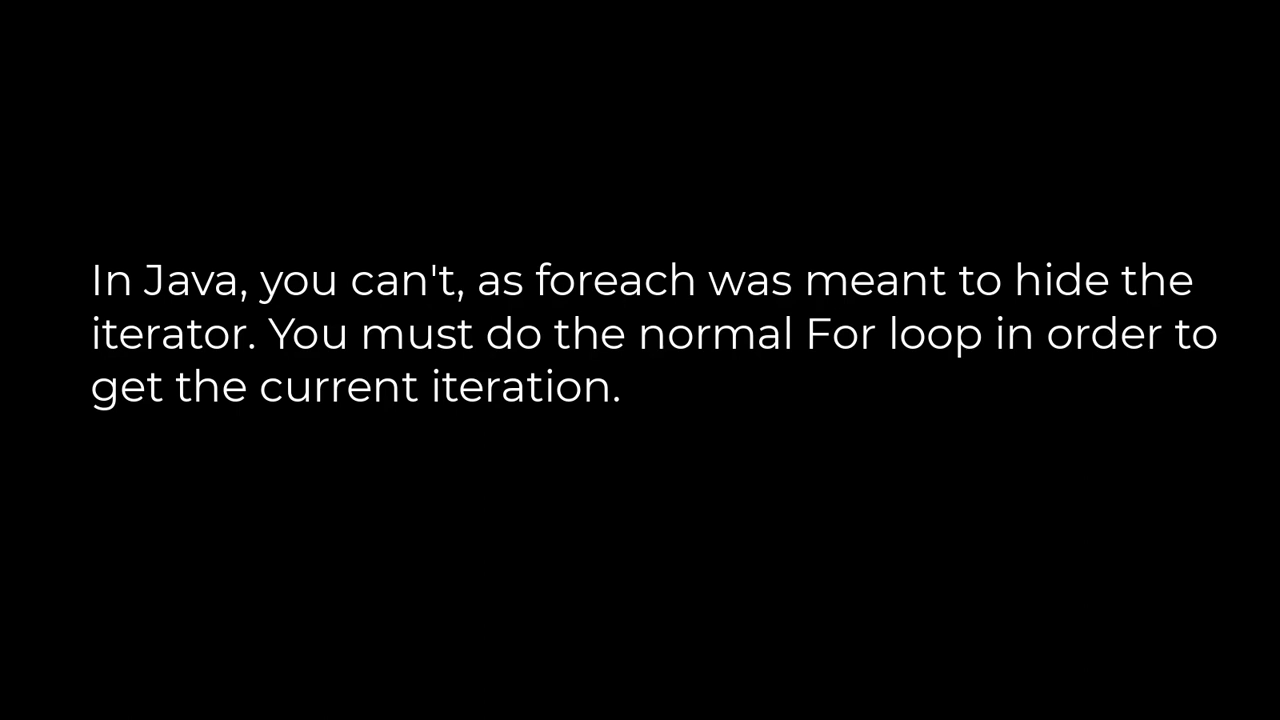 In Java, you can't, as foreach was meant to hide the
iterator. You must do the normal For loop in order to
get the current iteration.